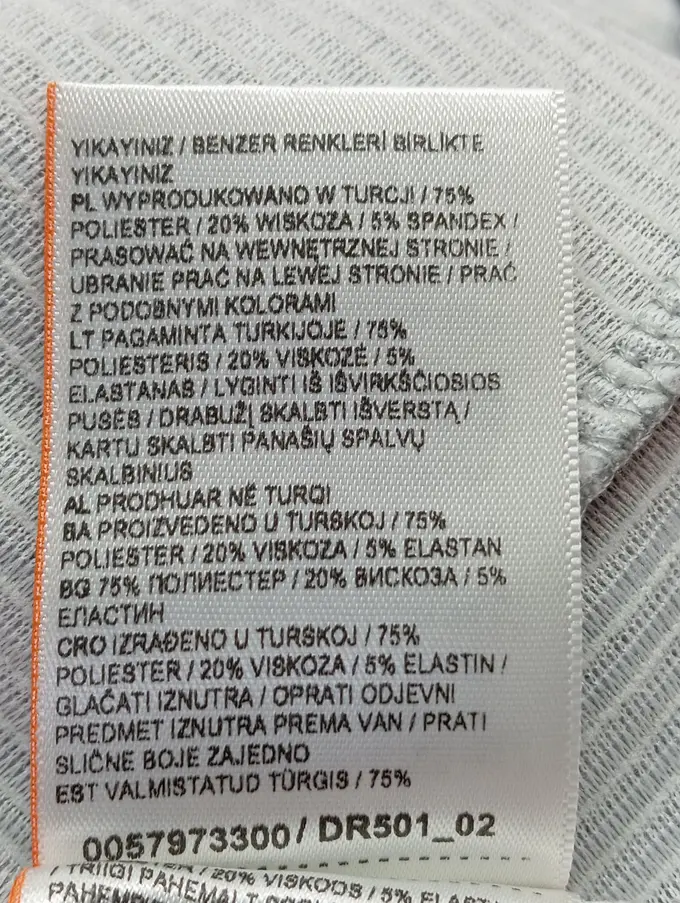 YIKAYINIZ / BENZER RENKLERİ BİRLİKTE
YIKAYINIZ
PL WYPRODUKOWANO W TURCJI / 75%
POLIESTER / 20% WISKOZA / 5% SPANDEX /
PRASOWAĆ NA WEWNĘTRZNEJ STRONIE /
UBRANIE PRAĆ NA LEWEJ STRONIE / PRAĆ
Z PODOBNYMI KOLORAMI
LT PAGAMINTA TURKIJOJE / 75%
POLIESTERIS / 20% VISKOZĖ / 5%
ELASTANAS / LYGINTI IŠ IŠVIRKŠČIOSIOS
PUSĖS / DRABUŽĮ SKALBTI IŠVERSTĄ /
KARTU SKALBTI PANAŠIŲ SPALVŲ
SKALBINIUS
AL PRODHUAR NË TURQI
BA PROIZVEDENO U TURSKOJ / 75%
POLIESTER / 20% VISKOZA / 5% ELASTAN
BG 75% ПОЛИЕСТЕР / 20% ВИСКОЗА / 5%
ЕЛАСТИН
CRO IZRAĐENO U TURSKOJ / 75%
POLIESTER / 20% VISKOZA / 5% ELASTIN /
GLAČATI IZNUTRA / OPRATI ODJEVNI
PREDMET IZNUTRA PREMA VAN / PRATI
SLIČNE BOJE ZAJEDNO
EST VALMISTATUD TÜRGIS / 75%
0057973300 / DR501_02
/ TRIIGI PAHEMALT / 20% VISKOOS / 5%